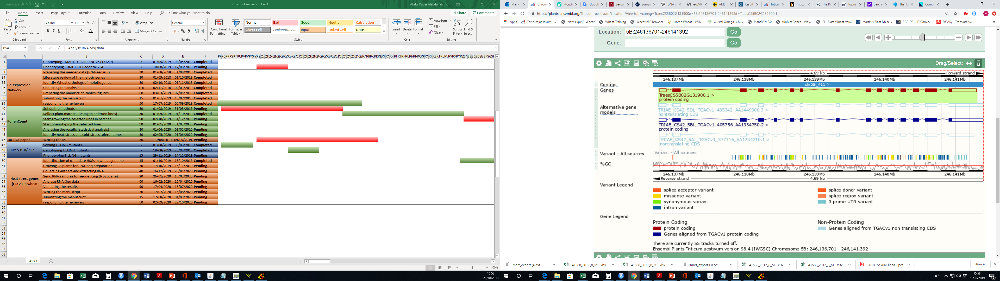 AutoSave Off
Projects Timelines - Excel
Abdul Kader Alabdullah (JIC)
File Home Insert Page Layout Formulas Data Review View Help Tell me what you want to do
Share Comments
Paste
Cut
Copy
Format Painter
Clipboard
Calibri 11
Font
Wrap Text
Merge & Center
Alignment
General
Number
Conditional Formatting Format as Table
Normal Bad Good Neutral Calculation
Check Cell Explanatory ... Input Linked Cell Note
Styles
Insert Delete Format
Cells
AutoSum
Fill
Clear
Sort & Filter Find & Select
Editing
B54 Analyse RNA-Seq data
A B C D E F
31 Genotyping - DMC1-D1 Cadenza1254 (KASP) 7 01/05/2019 08/05/2019 Completed
32 Phenotyping - DMC1-D1 Cadenza1254 7 10/08/2019 17/08/2019 Pending
33 Preparing the needed data (RNA-seq & ..) 30 01/08/2018 31/08/2018 Completed
34 Literature review of the meiotic genes 30 01/09/2018 01/10/2018 Completed
Co-expression Network
35 Identify Wheat orthologs of meiotic genes 30 02/10/2018 01/11/2018 Completed
36 Coducting the analysis 120 02/11/2018 02/03/2019 Completed
37 Preparing the manuscript, tables, figures 60 03/03/2019 02/05/2019 Completed
38 submitting the manuscript 15 01/07/2019 16/07/2019 Completed
39 responding the reviewers 50 17/07/2019 05/09/2019 Completed
40 Set up the methods 30 01/08/2019 31/08/2019 Pending
41 Sellect plant material (Paragon deletion lines) 30 01/09/2019 01/10/2019 Completed
42 PollenCount Start growing the selected lines in batches 90 02/10/2019 31/12/2019 Pending
43 Start phenotyping the selected lines 90 01/01/2020 31/03/2020 Pending
44 Analysing the results (statistical analysis) 30 01/04/2020 01/05/2020 Pending
45 Identify heat-stress and cold-stress tolerent lines 30 02/05/2020 01/06/2020 Pending
46 TaGPA1 paper Writing the MS 30 10/08/2019 09/09/2019 Pending
47 Sowing TILLING mutants 7 01/08/2019 08/08/2019 Completed
48 PURP & BTB/POZ Genotyping TILLING mutants 7 18/08/2019 25/08/2019 Completed
49 Phenotyping TILLING mutants 15 29/11/2019 14/12/2019 Pending
50 Identification of candidate HSGs in wheat genome 15 01/10/2019 16/10/2019 Completed
51 Growing CS plants for RNA-Seq preparation 30 17/10/2019 16/11/2019 Pending
52 Collecting anthers and extracting RNA 40 16/12/2019 25/01/2020 Pending
53 Send RNA samples for sequencing (Novogene) 20 26/01/2020 15/02/2020 Pending
Heat stress genes (HSGs) in wheat
54 Analyse RNA-Seq data 60 16/02/2020 16/04/2020 Pending
55 Validating the results 90 17/04/2020 16/07/2020 Pending
56 Writing the manuscript 30 17/07/2020 16/08/2020 Pending
57 submitting the manuscript 15 17/08/2020 01/09/2020 Pending
58 responding the reviewers 50 02/09/2020 22/10/2020 Pending
59
60
61
62
63
64
65
66
67
68
ASY3
100%
15:58
21/10/2019
Mail - Chrom Morph Google Sexual Europe DNA m expVIP AMS t Result Triticu Triticu The Re Toxins barcla Thank Comp
https://plants.ensembl.org/Triticum_aestivum/Location/View?db=core;g=TraesCS5B02G131900;r=5B:246136701-246141392;t=TraesCS5B02G131900.1
Apps Triticum aestivum -... New-expVIP-Wheat Wheat Training Wheat eFP Browser Home Wheat - WH... Clustal Omega < M... PlantPAN 2.0 funRiceGenes - Wel... EI - Blast Wheat Var... Martin's Blast DB se... RAP-DB - ID Conve... ExPASy - Translate t...
Location: 5B:246136701-246141392 Go
Gene: Go
Drag/Select:
4.69 kb Forward strand
246.137Mb 246.138Mb 246.139Mb 246.140Mb 246.141Mb
Contigs chr5B_411 >
Genes
TraesCS5B02G131900.1 >
protein coding
Alternative gene models
TRIAE_CS42_5DL_TGACv1_435342_AA1449300.3 >
nontranslating CDS
TRIAE_CS42_5BL_TGACv1_405756_AA1334750.2 >
protein coding
TRIAE_CS42_5AL_TGACv1_377116_AA1244210.1 >
nontranslating CDS
Variant - All sources Variant - All sources
%GC
246.137Mb 246.138Mb 246.139Mb 246.140Mb 246.141Mb
Reverse strand 4.69 kb
Variant Legend
splice acceptor variant splice donor variant
missense variant splice region variant
synonymous variant 3 prime UTR variant
intron variant
Gene Legend
Protein Coding Non-Protein Coding
protein coding Genes aligned from TGACv1 non translating CDS
Genes aligned from TGACv1 protein coding
There are currently 55 tracks turned off.
Ensembl Plants Triticum aestivum version 98.4 (IWGSC) Chromosome 5B: 246,136,701 - 246,141,392
mart_export (4).txt 41588_2017_8_M....xlsx 41588_2017_8_M....xlsx mart_export (3).txt 41588_2017_8_M....xlsx 41588_2017_8_M....xlsx 2018- Sexual-linea....pdf Show all
15:58
21/10/2019